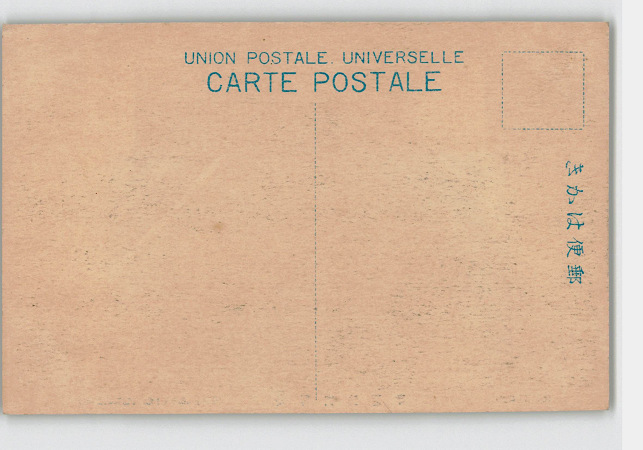 UNION POSTALE. UNIVERSELLE
CARTE POSTALE
郵便はかき